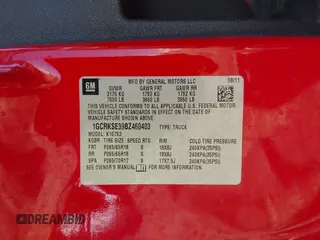 GM
MFD BY GENERAL MOTORS LLC
08/11
GVWR GAWR FRT GAWR RR
3175 KG 1792 KG 1792 KG
7000 LB 3950 LB 3950 LB
THIS VEHICLE CONFORMS TO ALL APPLICABLE U.S. FEDERAL MOTOR
VEHICLE SAFETY STANDARDS IN EFFECT ON THE DATE OF
MANUFACTURE SHOWN ABOVE.
1GCRKSE39BZ460403 TYPE: TRUCK
MODEL: K10753
TIRE SIZE SPEED RTG RIM COLD TIRE PRESSURE
FRT P265/65R18 S 18X8J 240KPA(35PSI)
RR P265/65R18 S 18X8J 240KPA(35PSI)
SPA P265/70R17 S 17X7.5J 240KPA(35PSI)
SEE OWNER'S MANUAL FOR MORE INFORMATION.
DREAMBID